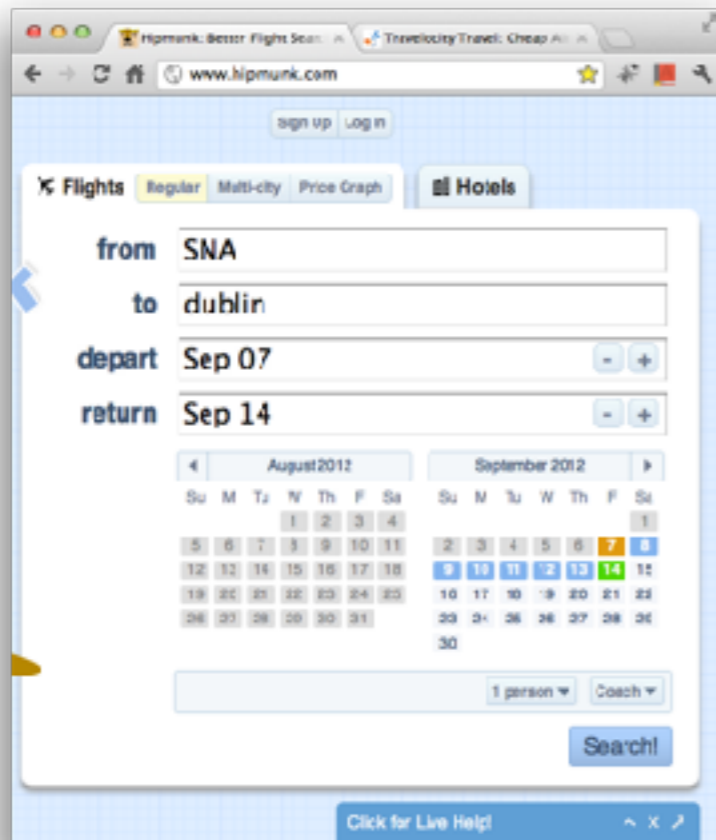 Hipmunk: Better Flight Sear Travelocity Travel: Cheap Ai
www.hipmunk.com
Sign Up Log In
Flights Regular Multi-city Price Graph Hotels
from SNA
to dublin
depart Sep 07 - +
return Sep 14 - +
August 2012 September 2012
Su M Tu W Th F Sa Su M Tu W Th F Sa
1 2 3 4 1
5 6 7 8 9 10 11 2 3 4 5 6 7 8
12 13 14 15 16 17 18 9 10 11 12 13 14 15
19 20 21 22 23 24 25 16 17 18 19 20 21 22
26 27 28 29 30 31 23 24 25 26 27 28 29
30
1 person Coach
Search!
Click for Live Help!